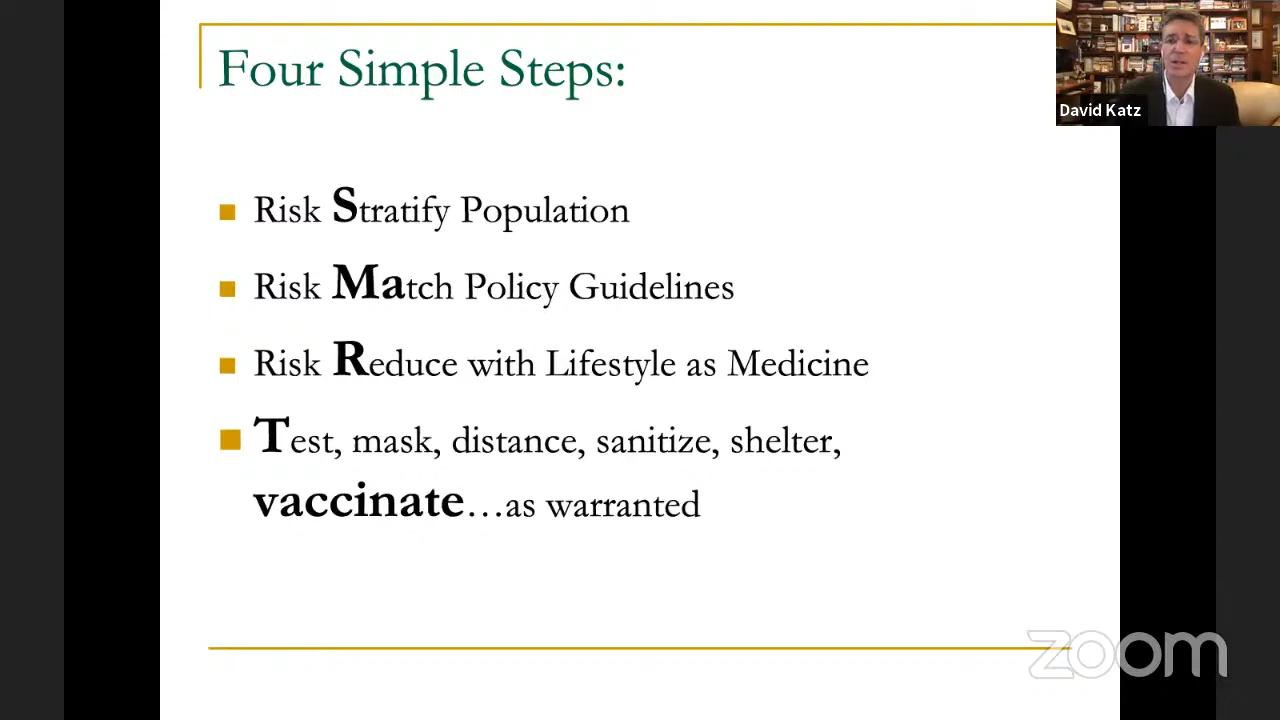 Four Simple Steps:
David Katz
Risk Stratify Population
Risk Match Policy Guidelines
Risk Reduce with Lifestyle as Medicine
Test, mask, distance, sanitize, shelter,
vaccinate…as warranted
zoom